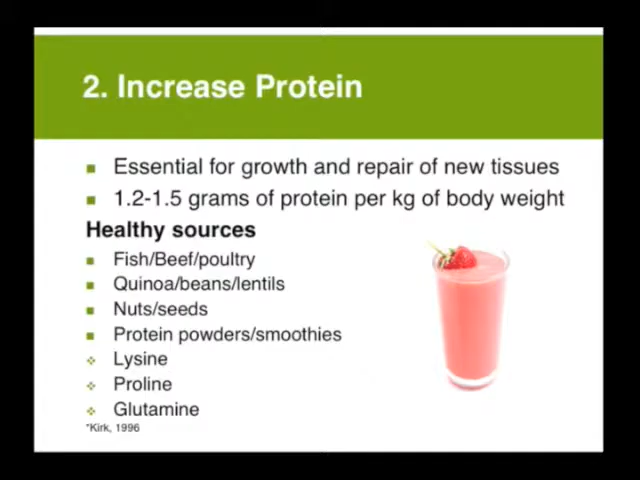 2. Increase Protein
Essential for growth and repair of new tissues
1.2-1.5 grams of protein per kg of body weight
Healthy sources
Fish/Beef/poultry
Quinoa/beans/lentils
Nuts/seeds
Protein powders/smoothies
Lysine
Proline
Glutamine
*Kirk, 1996